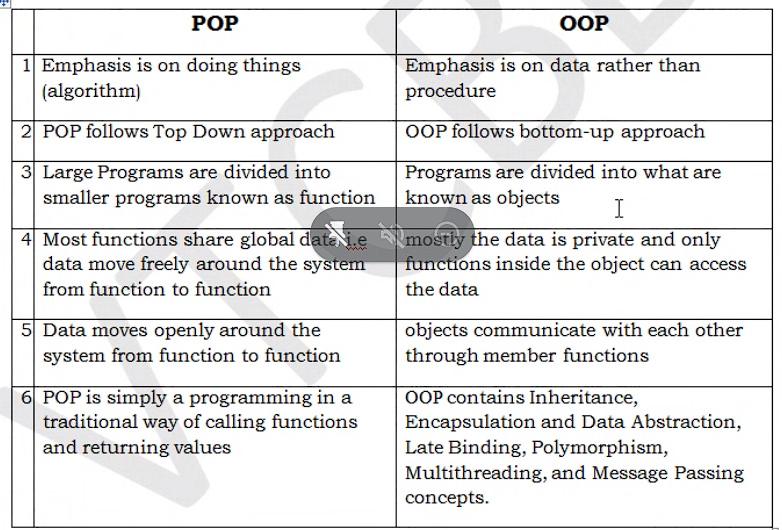 POP OOP
1 Emphasis is on doing things
(algorithm)
Emphasis is on data rather than
procedure
2 POP follows Top Down approach
OOP follows bottom-up approach
3 Large Programs are divided into
smaller programs known as function
Programs are divided into what are
known as objects
4 Most functions share global data i.e
data move freely around the system
from function to function
mostly the data is private and only
functions inside the object can access
the data
5 Data moves openly around the
system from function to function
objects communicate with each other
through member functions
6 POP is simply a programming in a
traditional way of calling functions
and returning values
OOP contains Inheritance,
Encapsulation and Data Abstraction,
Late Binding, Polymorphism,
Multithreading, and Message Passing
concepts.